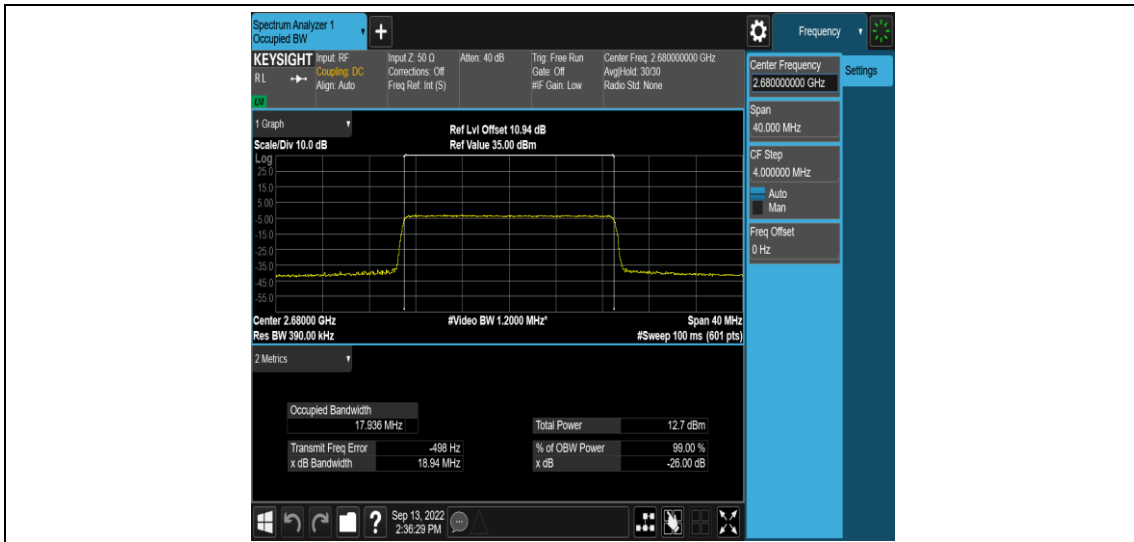 Spectrum Analyzer 1
Occupied BW
+
Frequency
KEYSIGHT
RL
LM
Input: RF
Coupling: DC
Align: Auto
Input Z: 50 Ω
Corrections: Off
Freq Ref: Int (S)
Atten: 40 dB
Trig: Free Run
Gate: Off
#IF Gain: Low
Center Freq: 2.680000000 GHz
Avg|Hold: 30/30
Radio Std: None
Center Frequency
2.680000000 GHz
Settings
Span
40.000 MHz
CF Step
4.000000 MHz
Auto
Man
Freq Offset
0 Hz
1 Graph
Scale/Div 10.0 dB
Ref Lvl Offset 10.94 dB
Ref Value 35.00 dBm
Log
25.0
15.0
5.00
-5.00
-15.0
-25.0
-35.0
-45.0
-55.0
Center 2.68000 GHz
#Video BW 1.2000 MHz*
Span 40 MHz
Res BW 390.00 kHz
#Sweep 100 ms (601 pts)
2 Metrics
Occupied Bandwidth
17.936 MHz
Total Power 12.7 dBm
Transmit Freq Error -498 Hz
% of OBW Power 99.00 %
x dB Bandwidth 18.94 MHz
x dB -26.00 dB
?
Sep 13, 2022
2:36:29 PM